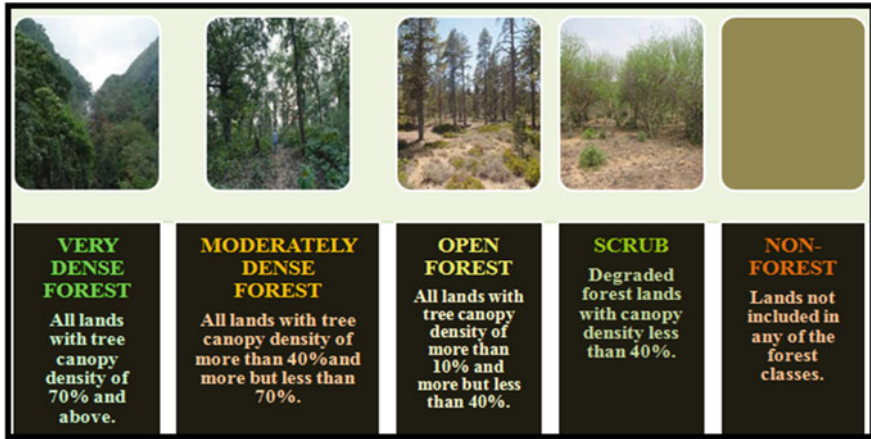 VERY
DENSE
FOREST
All lands
with tree
canopy
density of
70% and
above.
MODERATELY
DENSE
FOREST
All lands with tree
canopy density of
more than 40%and
more but less than
70%.
OPEN
FOREST
All lands with
tree canopy
density of
more than
10% and
more but less
than 40%.
SCRUB
Degraded
forest lands
with canopy
density less
than 40%.
NON-
FOREST
Lands not
included in
any of the
forest
classes.